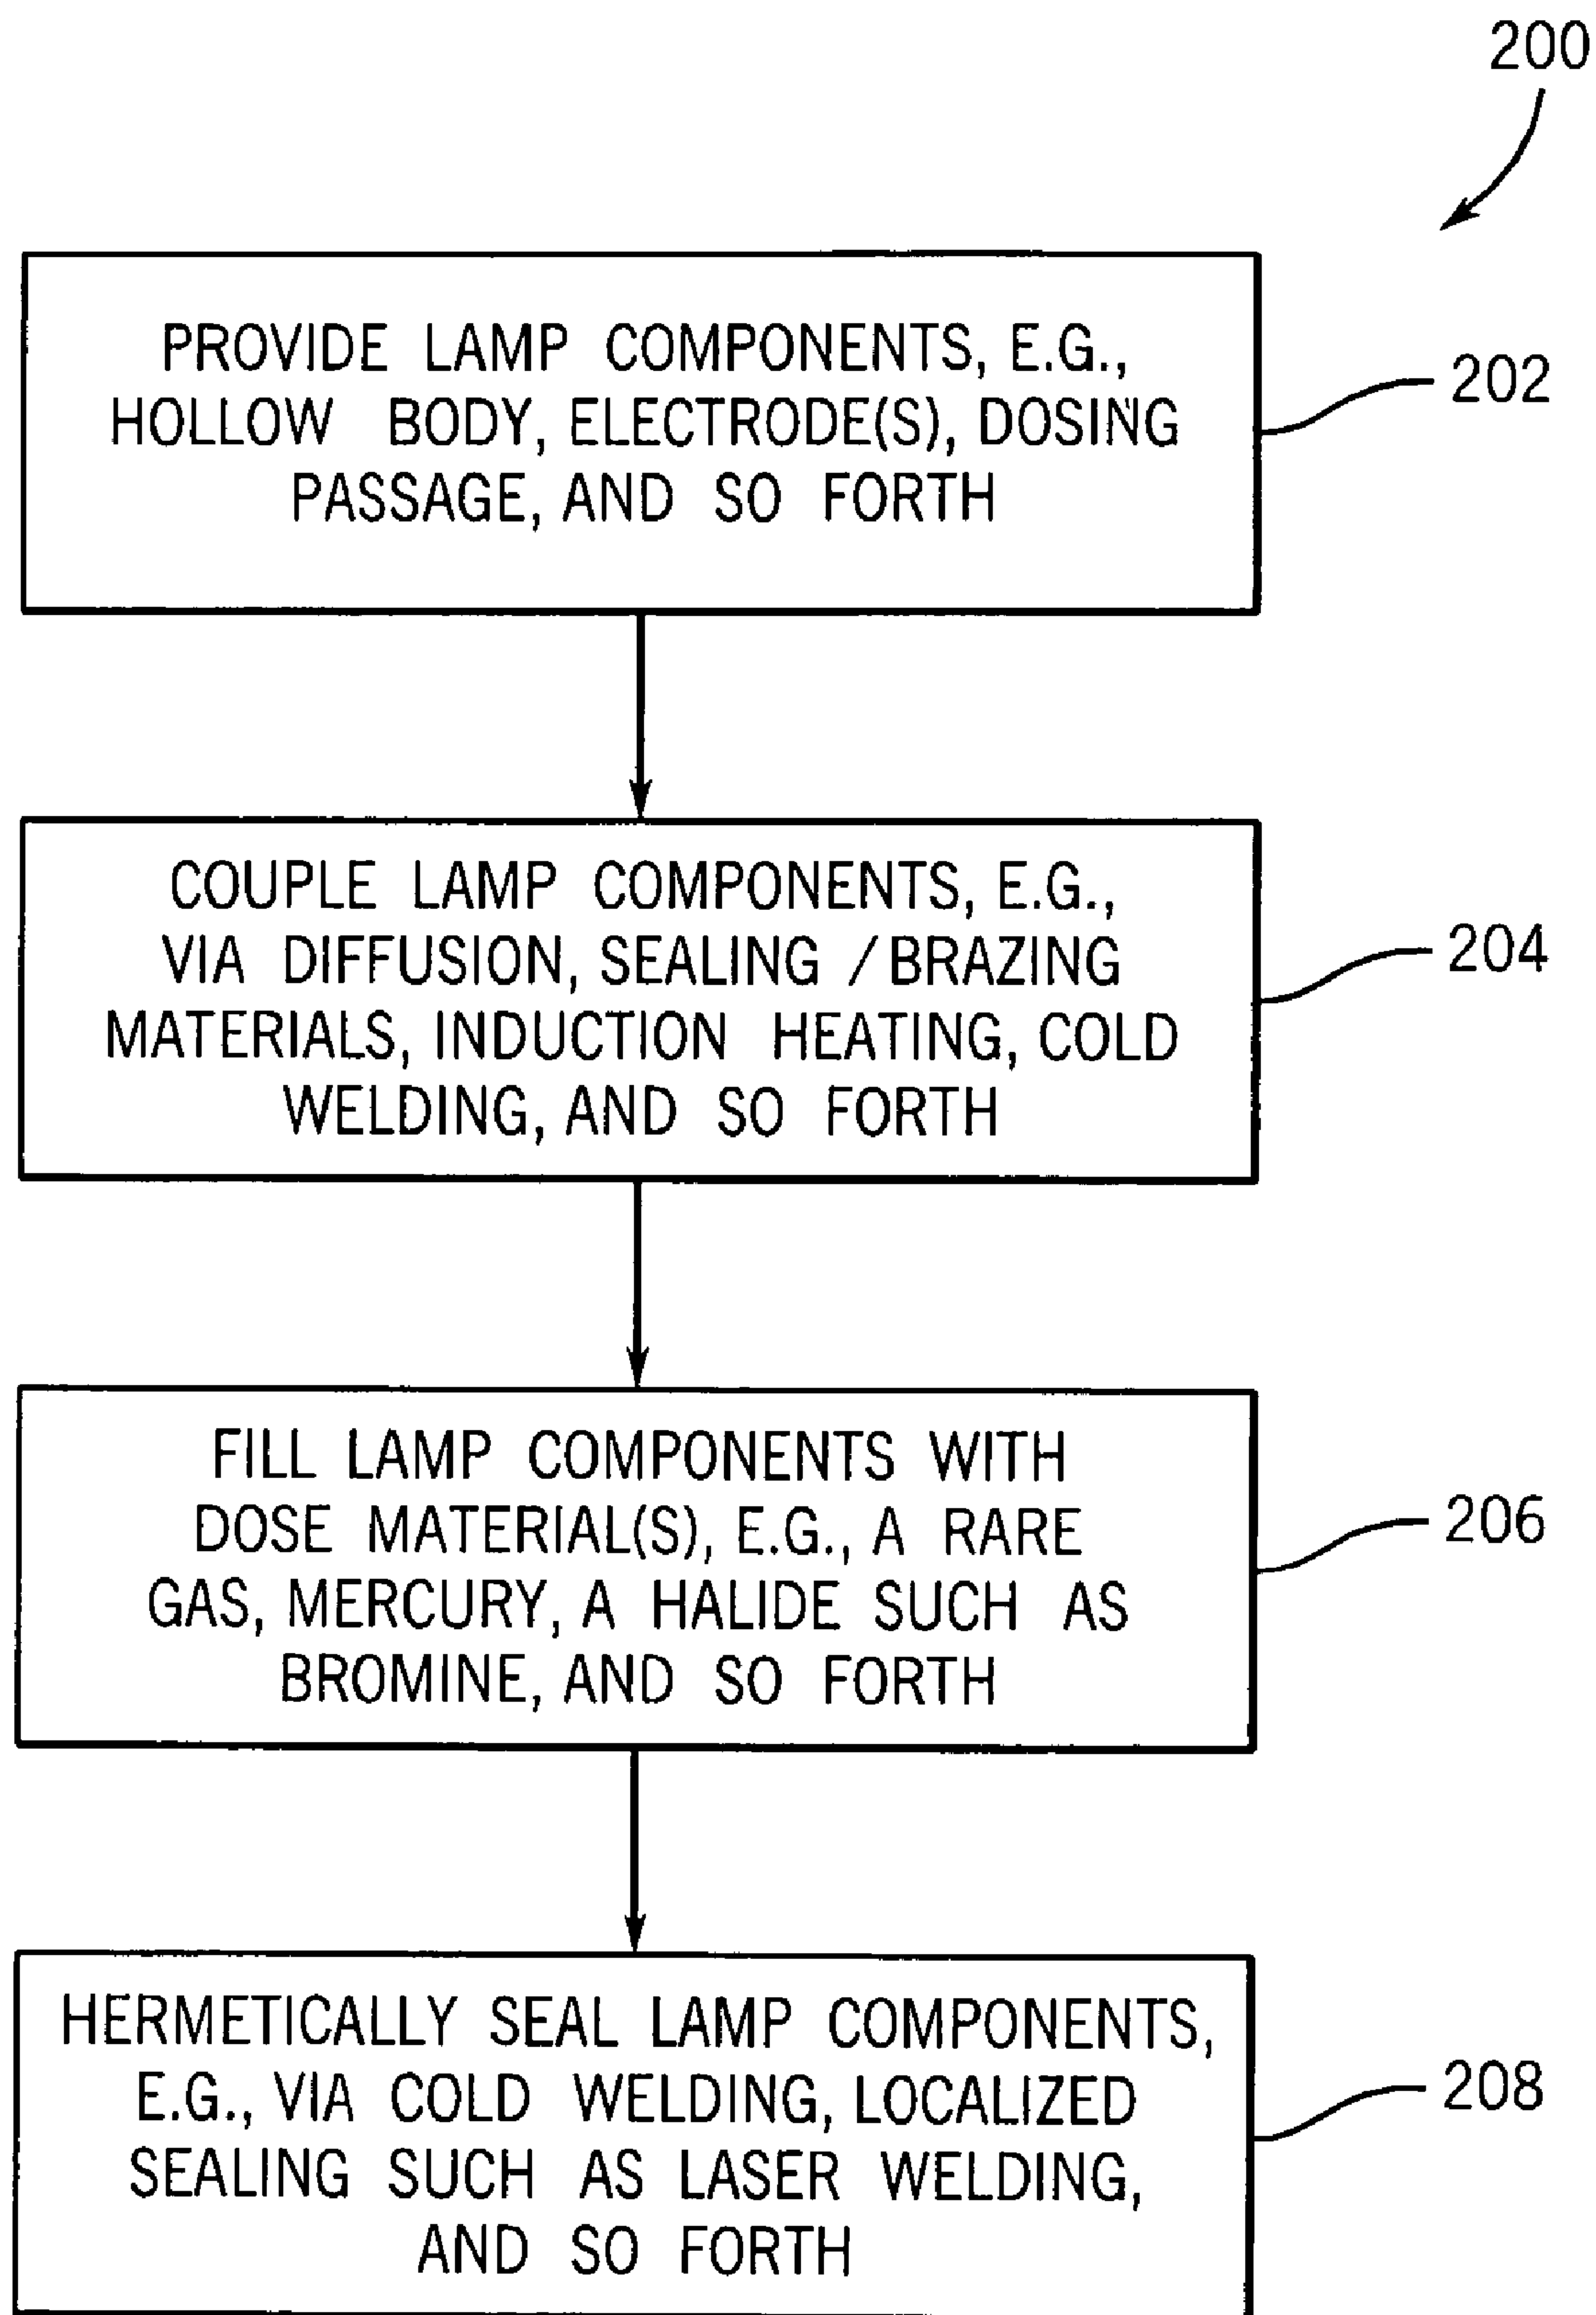 200
PROVIDE LAMP COMPONENTS, E.G.,
HOLLOW BODY, ELECTRODE(S), DOSING
PASSAGE, AND SO FORTH
202
COUPLE LAMP COMPONENTS, E.G.,
VIA DIFFUSION, SEALING / BRAZING
MATERIALS, INDUCTION HEATING, COLD
WELDING, AND SO FORTH
204
FILL LAMP COMPONENTS WITH
DOSE MATERIAL(S), E.G., A RARE
GAS, MERCURY, A HALIDE SUCH AS
BROMINE, AND SO FORTH
206
HERMETICALLY SEAL LAMP COMPONENTS,
E.G., VIA COLD WELDING, LOCALIZED
SEALING SUCH AS LASER WELDING,
AND SO FORTH
208